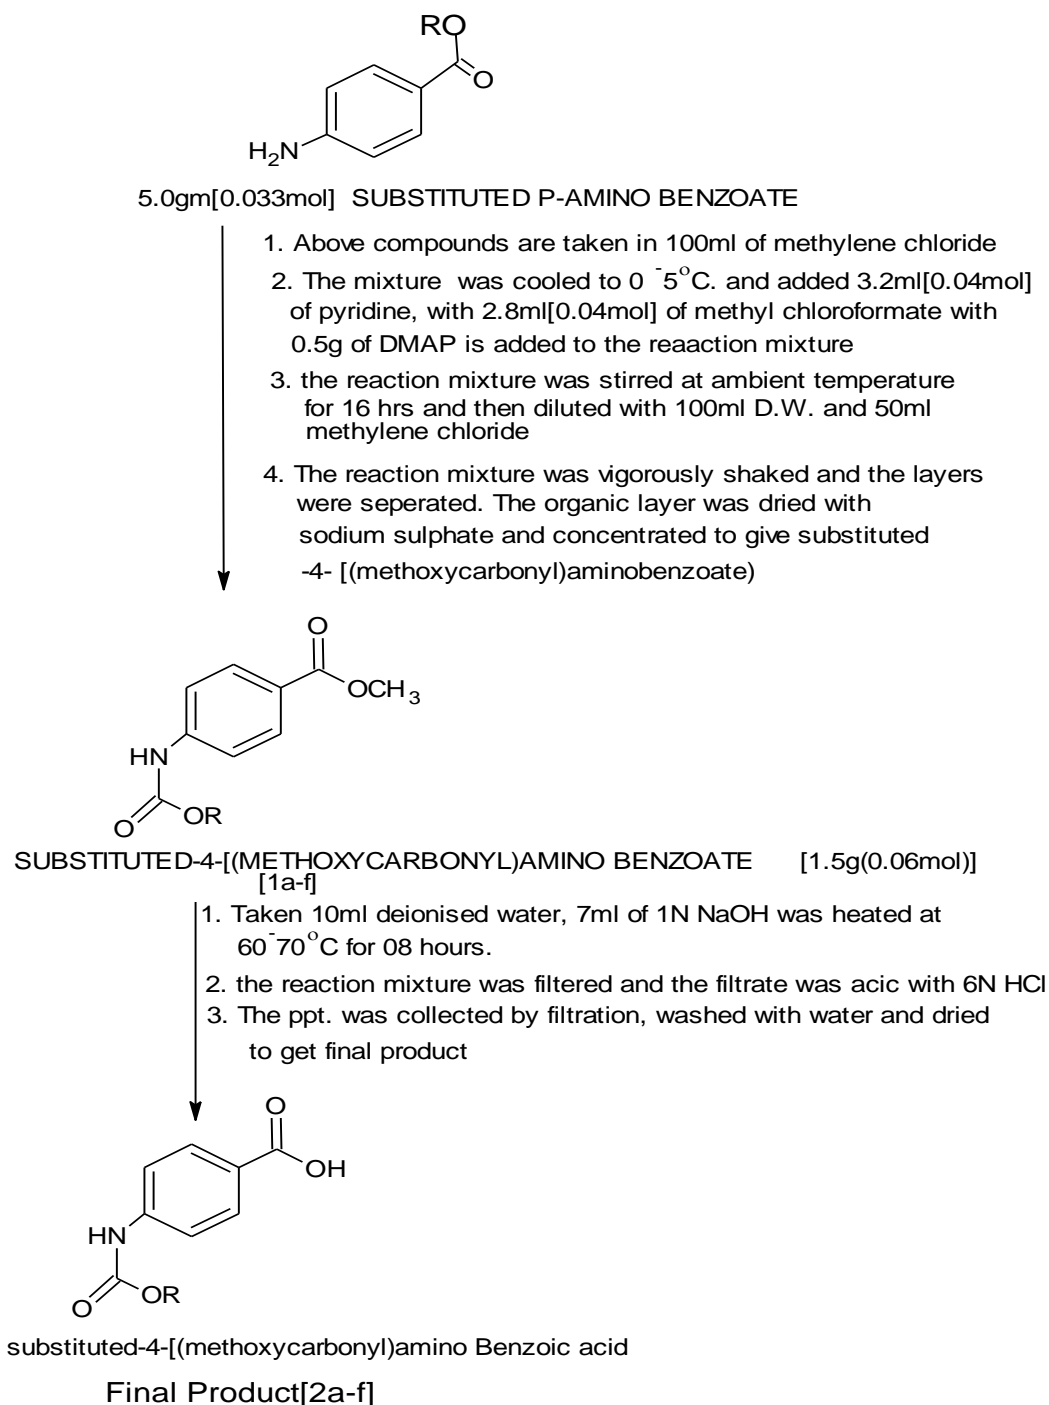 RO
O
H2N
5.0gm[0.033mol] SUBSTITUTED P-AMINO BENZOATE
1. Above compounds are taken in 100ml of methylene chloride
2. The mixture was cooled to 0 -5°C. and added 3.2ml[0.04mol]
of pyridine, with 2.8ml[0.04mol] of methyl chloroformate with
0.5g of DMAP is added to the reaaction mixture
3. the reaction mixture was stirred at ambient temperature
for 16 hrs and then diluted with 100ml D.W. and 50ml
methylene chloride
4. The reaction mixture was vigorously shaked and the layers
were seperated. The organic layer was dried with
sodium sulphate and concentrated to give substituted
-4- [(methoxycarbonyl)aminobenzoate)
O
OCH3
HN
O
OR
SUBSTITUTED-4-[(METHOXYCARBONYL)AMINO BENZOATE [1.5g(0.06mol)]
[1a-f]
1. Taken 10ml deionised water, 7ml of 1N NaOH was heated at
60-70°C for 08 hours.
2. the reaction mixture was filtered and the filtrate was acic with 6N HCl
3. The ppt. was collected by filtration, washed with water and dried
to get final product
O
OH
HN
O
OR
substituted-4-[(methoxycarbonyl)amino Benzoic acid
Final Product[2a-f]